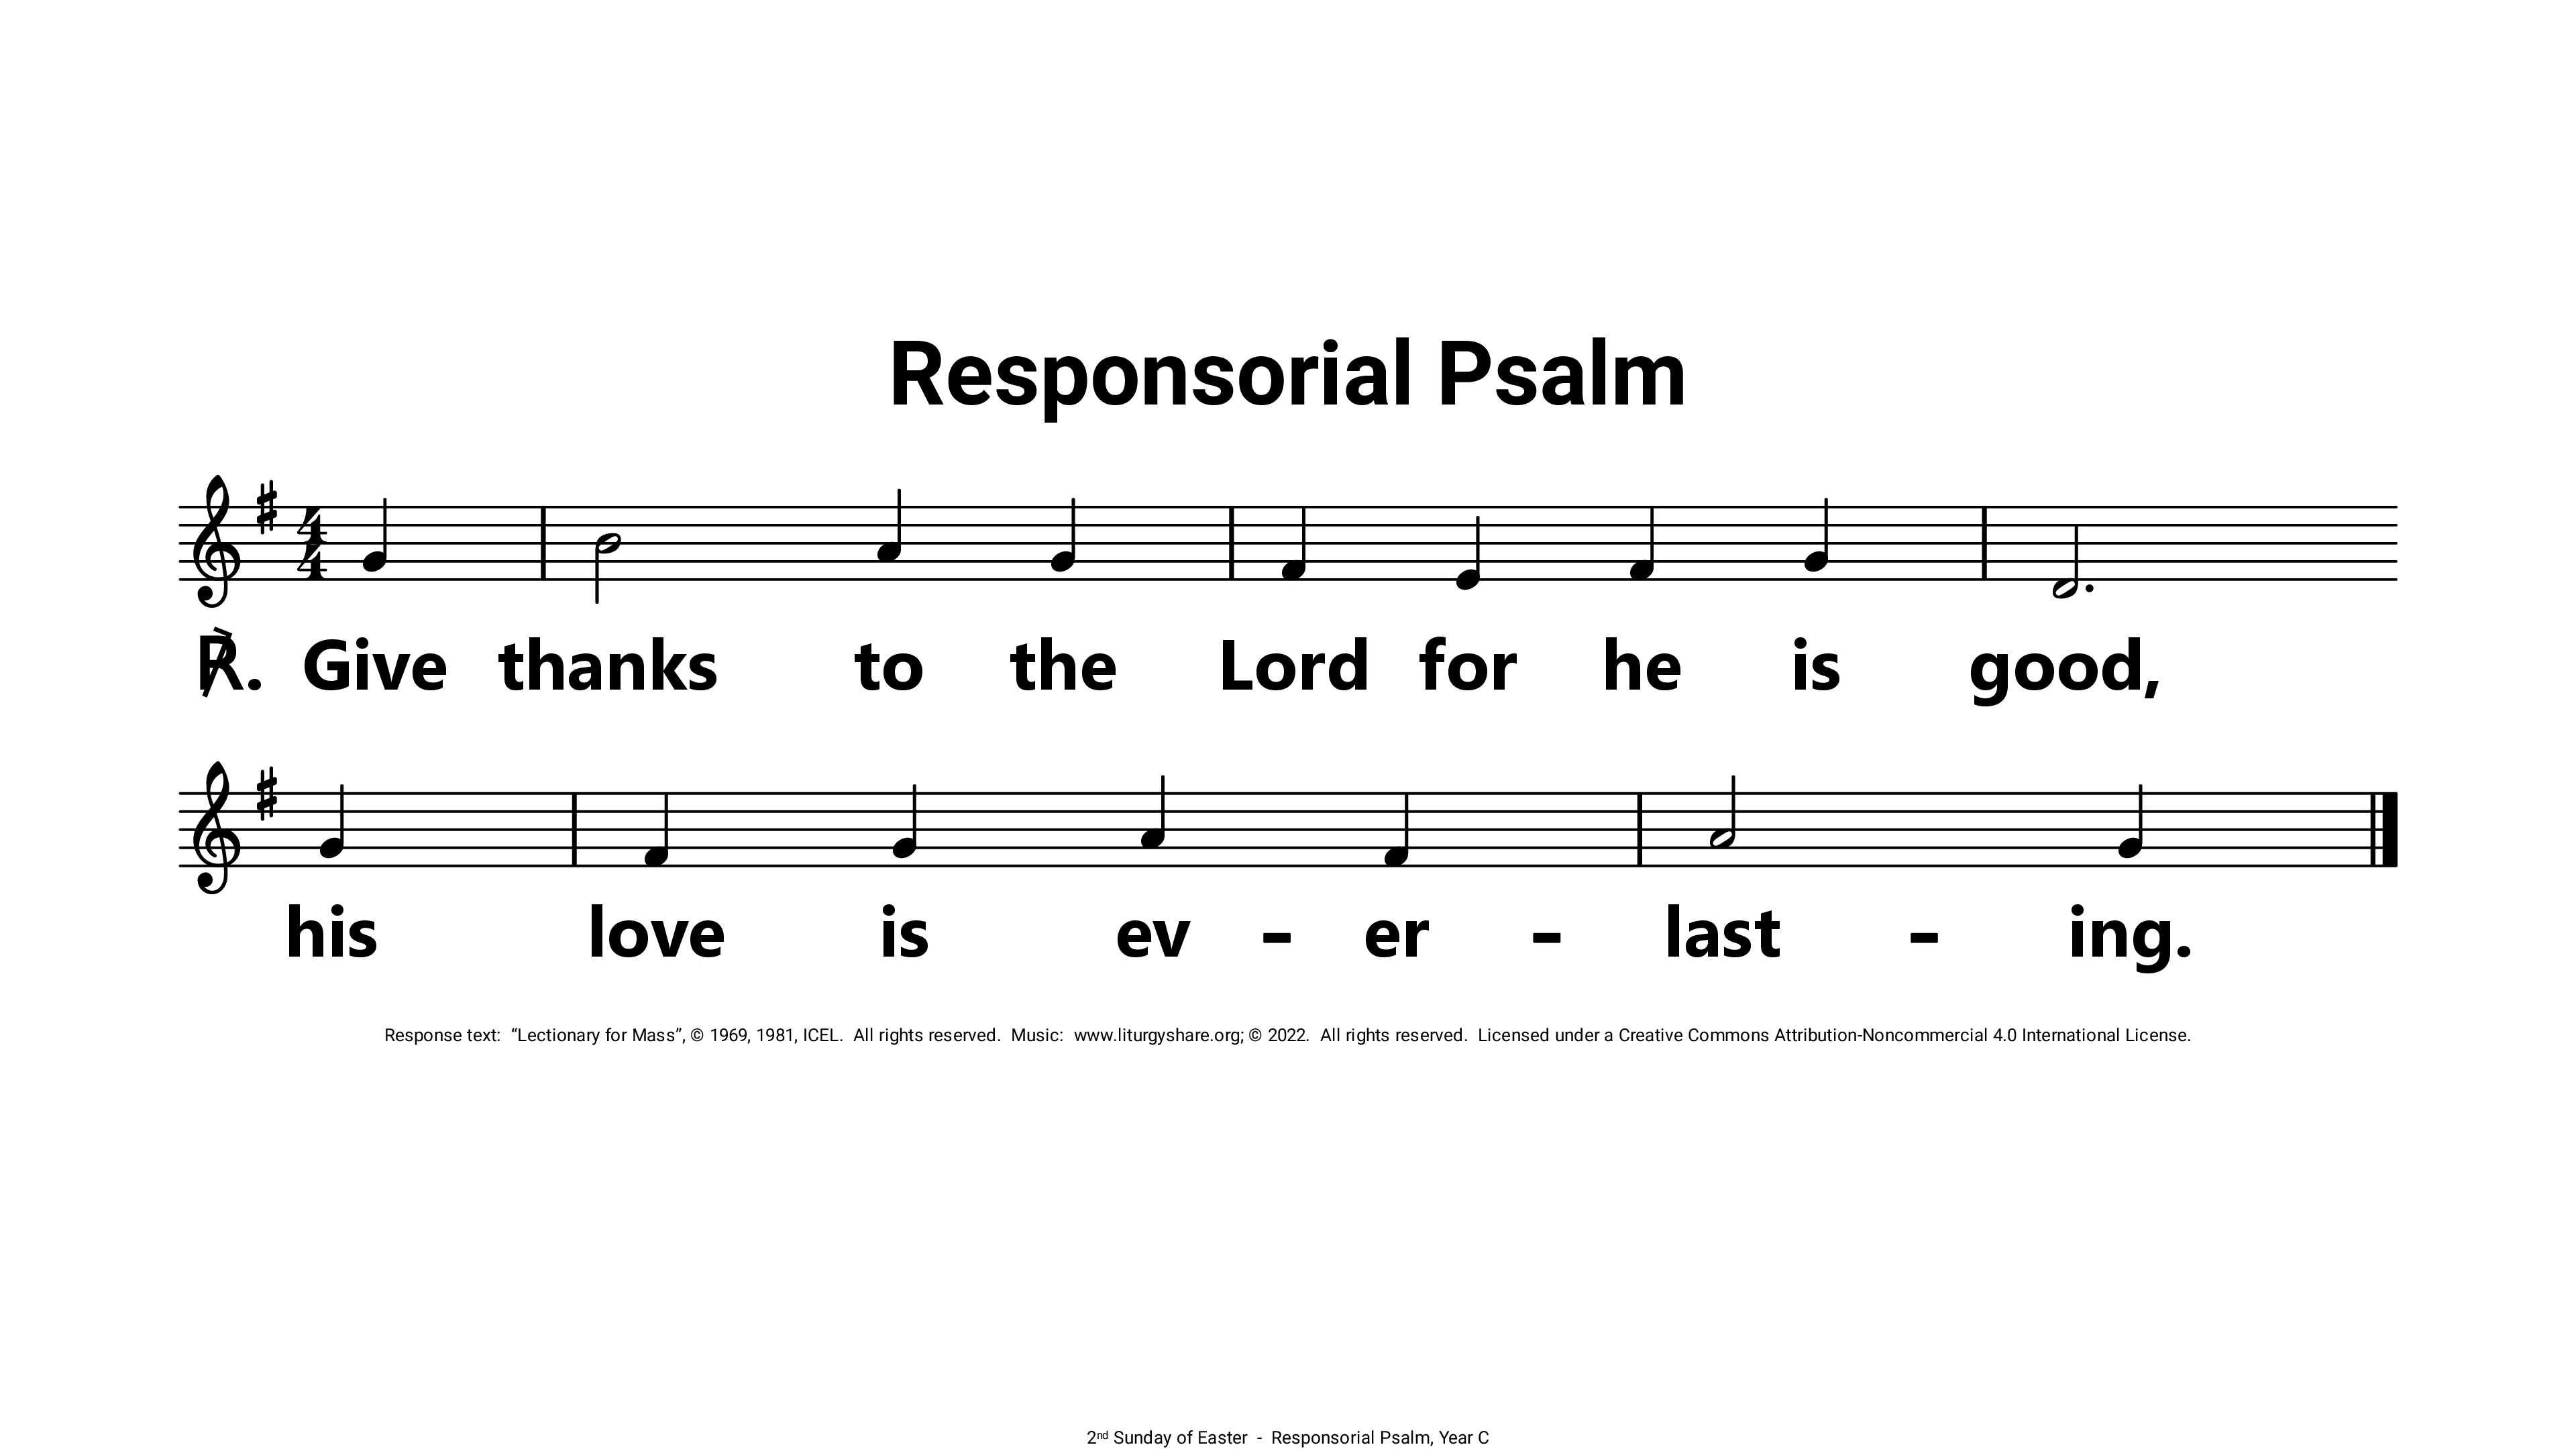 Responsorial Psalm
℟. Give thanks to the Lord for he is good,
his love is ev - er - last - ing.
Response text:  “Lectionary for Mass”, © 1969, 1981, ICEL.  All rights reserved.  Music:  www.liturgyshare.org; © 2022.  All rights reserved.  Licensed under a Creative Commons Attribution-Noncommercial 4.0 International License.
2nd Sunday of Easter  -  Responsorial Psalm, Year C